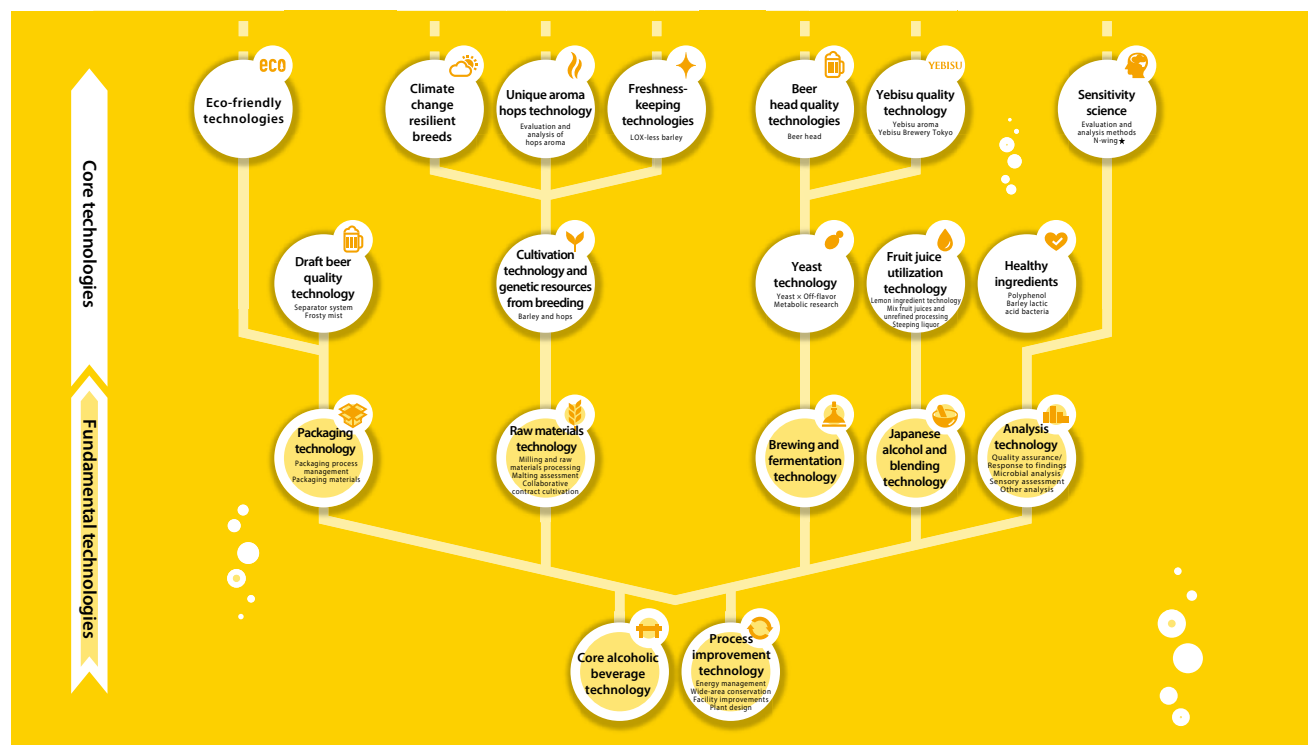 Core technologies
Fundamental technologies
eco
Eco-friendly
technologies
Climate
change
resilient
breeds
Unique aroma
hops technology
Evaluation and
analysis of
hops aroma
Freshness-
keeping
technologies
LOX-less barley
Beer
head quality
technologies
Beer head
YEBISU
Yebisu quality
technology
Yebisu aroma
Yebisu Brewery Tokyo
Sensitivity
science
Evaluation and
analysis methods
N-wing★
Draft beer
quality
technology
Separator system
Frosty mist
Cultivation
technology and
genetic resources
from breeding
Barley and hops
Yeast
technology
Yeast × Off-flavor
Metabolic research
Fruit juice
utilization
technology
Lemon ingredient technology
Mix fruit juices and
unrefined processing
Steeping liquor
Healthy
ingredients
Polyphenol
Barley lactic
acid bacteria
Packaging
technology
Packaging process
management
Packaging materials
Raw materials
technology
Milling and raw
materials processing
Malting assessment
Collaborative
contract cultivation
Brewing and
fermentation
technology
Japanese
alcohol and
blending
technology
Analysis
technology
Quality assurance/
Response to findings
Microbial analysis
Sensory assessment
Other analysis
Core alcoholic
beverage
technology
Process
improvement
technology
Energy management
Wide-area conservation
Facility improvements
Plant design